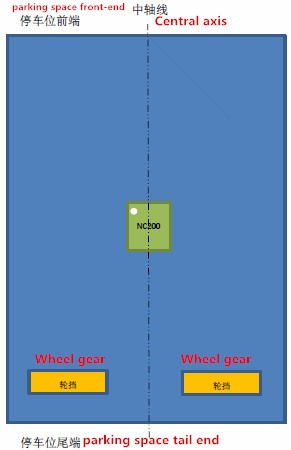 parking space front-end
停车位前端
中轴线
Central axis
NC200
Wheel gear
轮挡
Wheel gear
轮挡
停车位尾端 parking space tail end